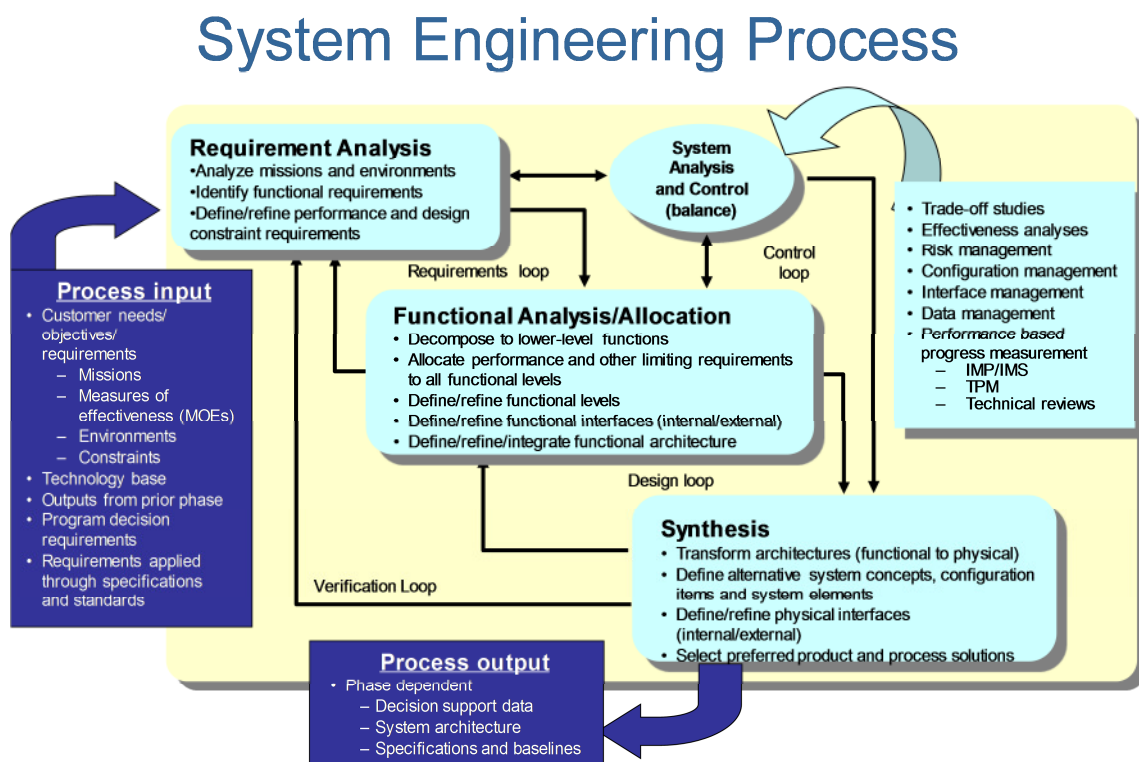 System Engineering Process
Requirement Analysis
•Analyze missions and environments
•Identify functional requirements
•Define/refine performance and design
constraint requirements
System
Analysis
and Control
(balance)
• Trade-off studies
• Effectiveness analyses
• Risk management
• Configuration management
• Interface management
• Data management
• Performance based
progress measurement
– IMP/IMS
– TPM
– Technical reviews
Requirements loop
Control
loop
Process input
• Customer needs/
objectives/
requirements
– Missions
– Measures of
effectiveness (MOEs)
– Environments
– Constraints
• Technology base
• Outputs from prior phase
• Program decision
requirements
• Requirements applied
through specifications
and standards
Functional Analysis/Allocation
• Decompose to lower-level functions
• Allocate performance and other limiting requirements
to all functional levels
• Define/refine functional levels
• Define/refine functional interfaces (internal/external)
• Define/refine/integrate functional architecture
Design loop
Synthesis
• Transform architectures (functional to physical)
• Define alternative system concepts, configuration
items and system elements
• Define/refine physical interfaces
(internal/external)
• Select preferred product and process solutions
Verification Loop
Process output
• Phase dependent
– Decision support data
– System architecture
– Specifications and baselines